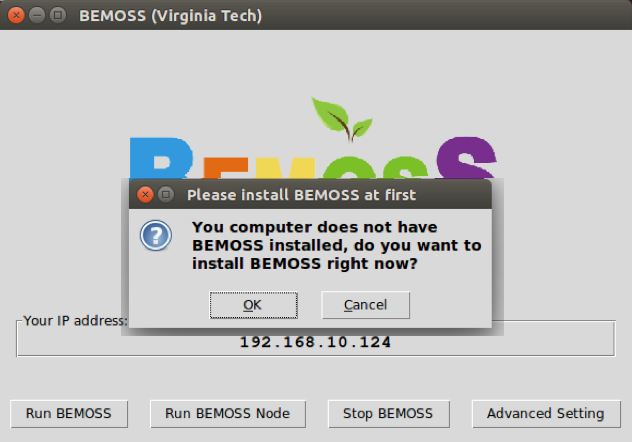 BEMOSS (Virginia Tech)
BEMOSS
Please install BEMOSS at first
You computer does not have
BEMOSS installed, do you want to
install BEMOSS right now?
OK
Cancel
Your IP address:
192.168.10.124
Run BEMOSS
Run BEMOSS Node
Stop BEMOSS
Advanced Setting